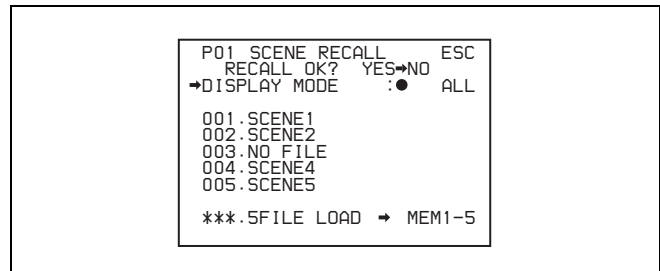 P01 SCENE RECALL ESC
RECALL OK? YES→NO
→DISPLAY MODE :● ALL
001.SCENE1
002.SCENE2
003.NO FILE
004.SCENE4
005.SCENE5
***.5FILE LOAD → MEM1-5